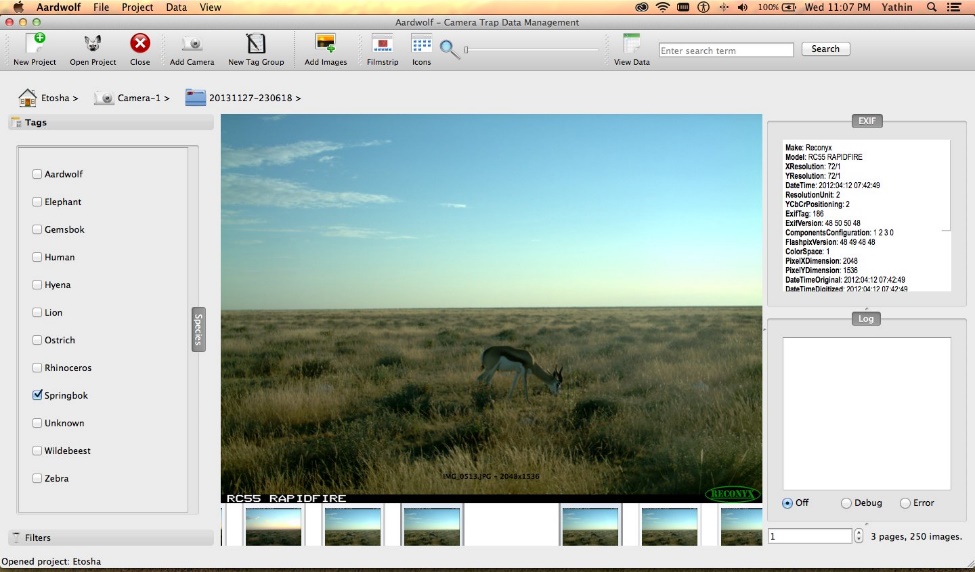 Aardwolf File Project Data View
100% Wed 11:07 PM Yathin
Aardwolf - Camera Trap Data Management
New Project Open Project Close Add Camera New Tag Group Add Images Filmstrip Icons View Data Enter search term Search
Etosha > Camera-1 > 20131127-230618 >
Tags
Aardwolf
Elephant
Gemsbok
Human
Hyena
Lion
Ostrich
Rhinoceros
Springbok
Unknown
Wildebeest
Zebra
Species
Filters
IMG_0513.JPG - 2048x1536
RC55 RAPIDFIRE
RECONYX
EXIF
Make: Reconyx
Model: RC55 RAPIDFIRE
XResolution: 72/1
YResolution: 72/1
DateTime: 2012:04:12 07:42:49
ResolutionUnit: 2
YCbCrPositioning: 2
ExifTag: 186
ExifVersion: 48 50 50 48
ComponentsConfiguration: 1 2 3 0
FlashpixVersion: 48 49 48 48
ColorSpace: 1
PixelXDimension: 2048
PixelYDimension: 1536
DateTimeOriginal: 2012:04:12 07:42:49
DateTimeDigitized: 2012:04:12 07:42:49
Log
Off Debug Error
1 3 pages, 250 images.
Opened project: Etosha